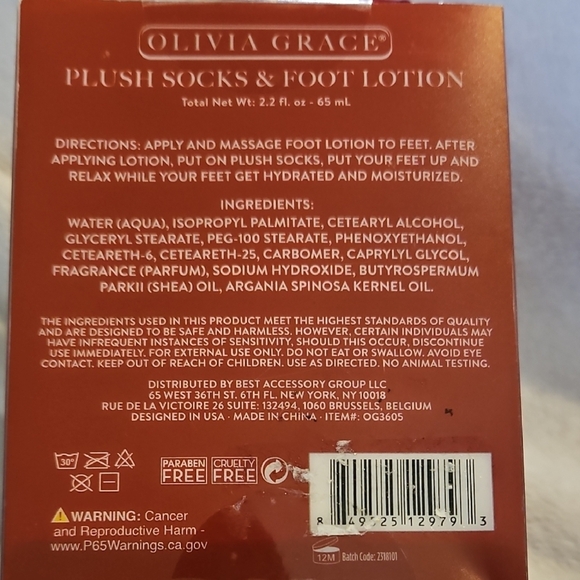 OLIVIA GRACE®
PLUSH SOCKS & FOOT LOTION
Total Net Wt: 2.2 fl. oz - 65 mL
DIRECTIONS: APPLY AND MASSAGE FOOT LOTION TO FEET. AFTER
APPLYING LOTION, PUT ON PLUSH SOCKS, PUT YOUR FEET UP AND
RELAX WHILE YOUR FEET GET HYDRATED AND MOISTURIZED.
INGREDIENTS:
WATER (AQUA), ISOPROPYL PALMITATE, CETEARYL ALCOHOL,
GLYCERYL STEARATE, PEG-100 STEARATE, PHENOXYETHANOL,
CETEARETH-6, CETEARETH-25, CARBOMER, CAPRYLYL GLYCOL,
FRAGRANCE (PARFUM), SODIUM HYDROXIDE, BUTYROSPERMUM
PARKII (SHEA) OIL, ARGANIA SPINOSA KERNEL OIL.
THE INGREDIENTS USED IN THIS PRODUCT MEET THE HIGHEST STANDARDS OF QUALITY
AND ARE DESIGNED TO BE SAFE AND HARMLESS. HOWEVER, CERTAIN INDIVIDUALS MAY
HAVE INFREQUENT INSTANCES OF SENSITIVITY, SHOULD THIS OCCUR, DISCONTINUE
USE IMMEDIATELY. FOR EXTERNAL USE ONLY. DO NOT EAT OR SWALLOW. AVOID EYE
CONTACT. KEEP OUT OF REACH OF CHILDREN. USE AS DIRECTED. NO ANIMAL TESTING.
DISTRIBUTED BY BEST ACCESSORY GROUP LLC
65 WEST 36TH ST. 6TH FL. NEW YORK, NY 10018
RUE DE LA VICTOIRE 26 SUITE: 132494, 1060 BRUSSELS, BELGIUM
DESIGNED IN USA · MADE IN CHINA · ITEM#: OG3605
30°
PARABEN FREE
CRUELTY FREE
8 12979 3
WARNING: Cancer
and Reproductive Harm -
www.P65Warnings.ca.gov
12M Batch Code: 2318101